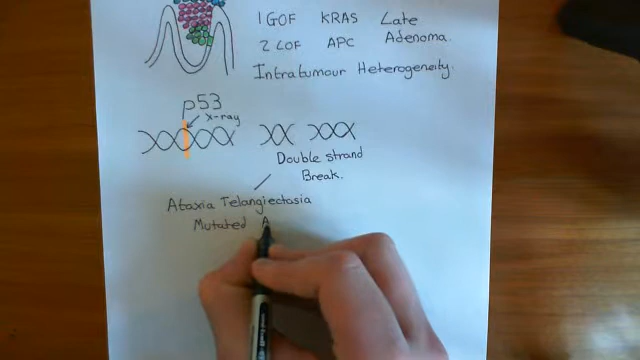 1 GOF KRAS Late
2 LOF APC Adenoma.
Intratumour Heterogeneity.
p53
x-ray
Double strand
Break.
Ataxia Telangiectasia
Mutated A